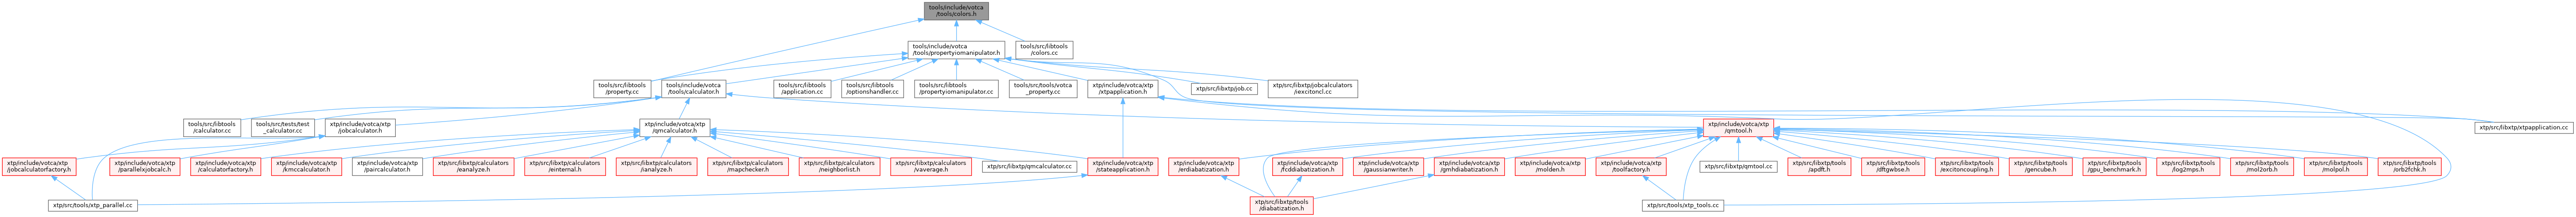 tools/include/votca
/tools/colors.h
tools/include/votca
/tools/propertyiomanipulator.h
tools/src/libtools
/colors.cc
tools/src/libtools
/property.cc
tools/include/votca
/tools/calculator.h
tools/src/libtools
/application.cc
tools/src/libtools
/optionshandler.cc
tools/src/libtools
/propertyiomanipulator.cc
tools/src/tools/votca
_property.cc
xtp/include/votca/xtp
/xtpapplication.h
xtp/src/libxtp/job.cc
xtp/src/libxtp/jobcalculators
/iexcitoncl.cc
tools/src/libtools
/calculator.cc
tools/src/tests/test
_calculator.cc
xtp/include/votca/xtp
/jobcalculator.h
xtp/include/votca/xtp
/qmcalculator.h
xtp/include/votca/xtp
/qmtool.h
xtp/src/libxtp/xtpapplication.cc
xtp/include/votca/xtp
/jobcalculatorfactory.h
xtp/include/votca/xtp
/parallelxjobcalc.h
xtp/include/votca/xtp
/calculatorfactory.h
xtp/include/votca/xtp
/kmccalculator.h
xtp/include/votca/xtp
/paircalculator.h
xtp/src/libxtp/calculators
/eanalyze.h
xtp/src/libxtp/calculators
/einternal.h
xtp/src/libxtp/calculators
/ianalyze.h
xtp/src/libxtp/calculators
/mapchecker.h
xtp/src/libxtp/calculators
/neighborlist.h
xtp/src/libxtp/calculators
/vaverage.h
xtp/src/libxtp/qmcalculator.cc
xtp/include/votca/xtp
/stateapplication.h
xtp/include/votca/xtp
/erdiabatization.h
xtp/include/votca/xtp
/fcddiabatization.h
xtp/include/votca/xtp
/gaussianwriter.h
xtp/include/votca/xtp
/gmhdiabatization.h
xtp/include/votca/xtp
/molden.h
xtp/include/votca/xtp
/toolfactory.h
xtp/src/libxtp/qmtool.cc
xtp/src/libxtp/tools
/apdft.h
xtp/src/libxtp/tools
/dftgwbse.h
xtp/src/libxtp/tools
/excitoncoupling.h
xtp/src/libxtp/tools
/gencube.h
xtp/src/libxtp/tools
/gpu_benchmark.h
xtp/src/libxtp/tools
/log2mps.h
xtp/src/libxtp/tools
/mol2orb.h
xtp/src/libxtp/tools
/molpol.h
xtp/src/libxtp/tools
/orb2fchk.h
xtp/src/tools/xtp_parallel.cc
xtp/src/libxtp/tools
/diabatization.h
xtp/src/tools/xtp_tools.cc